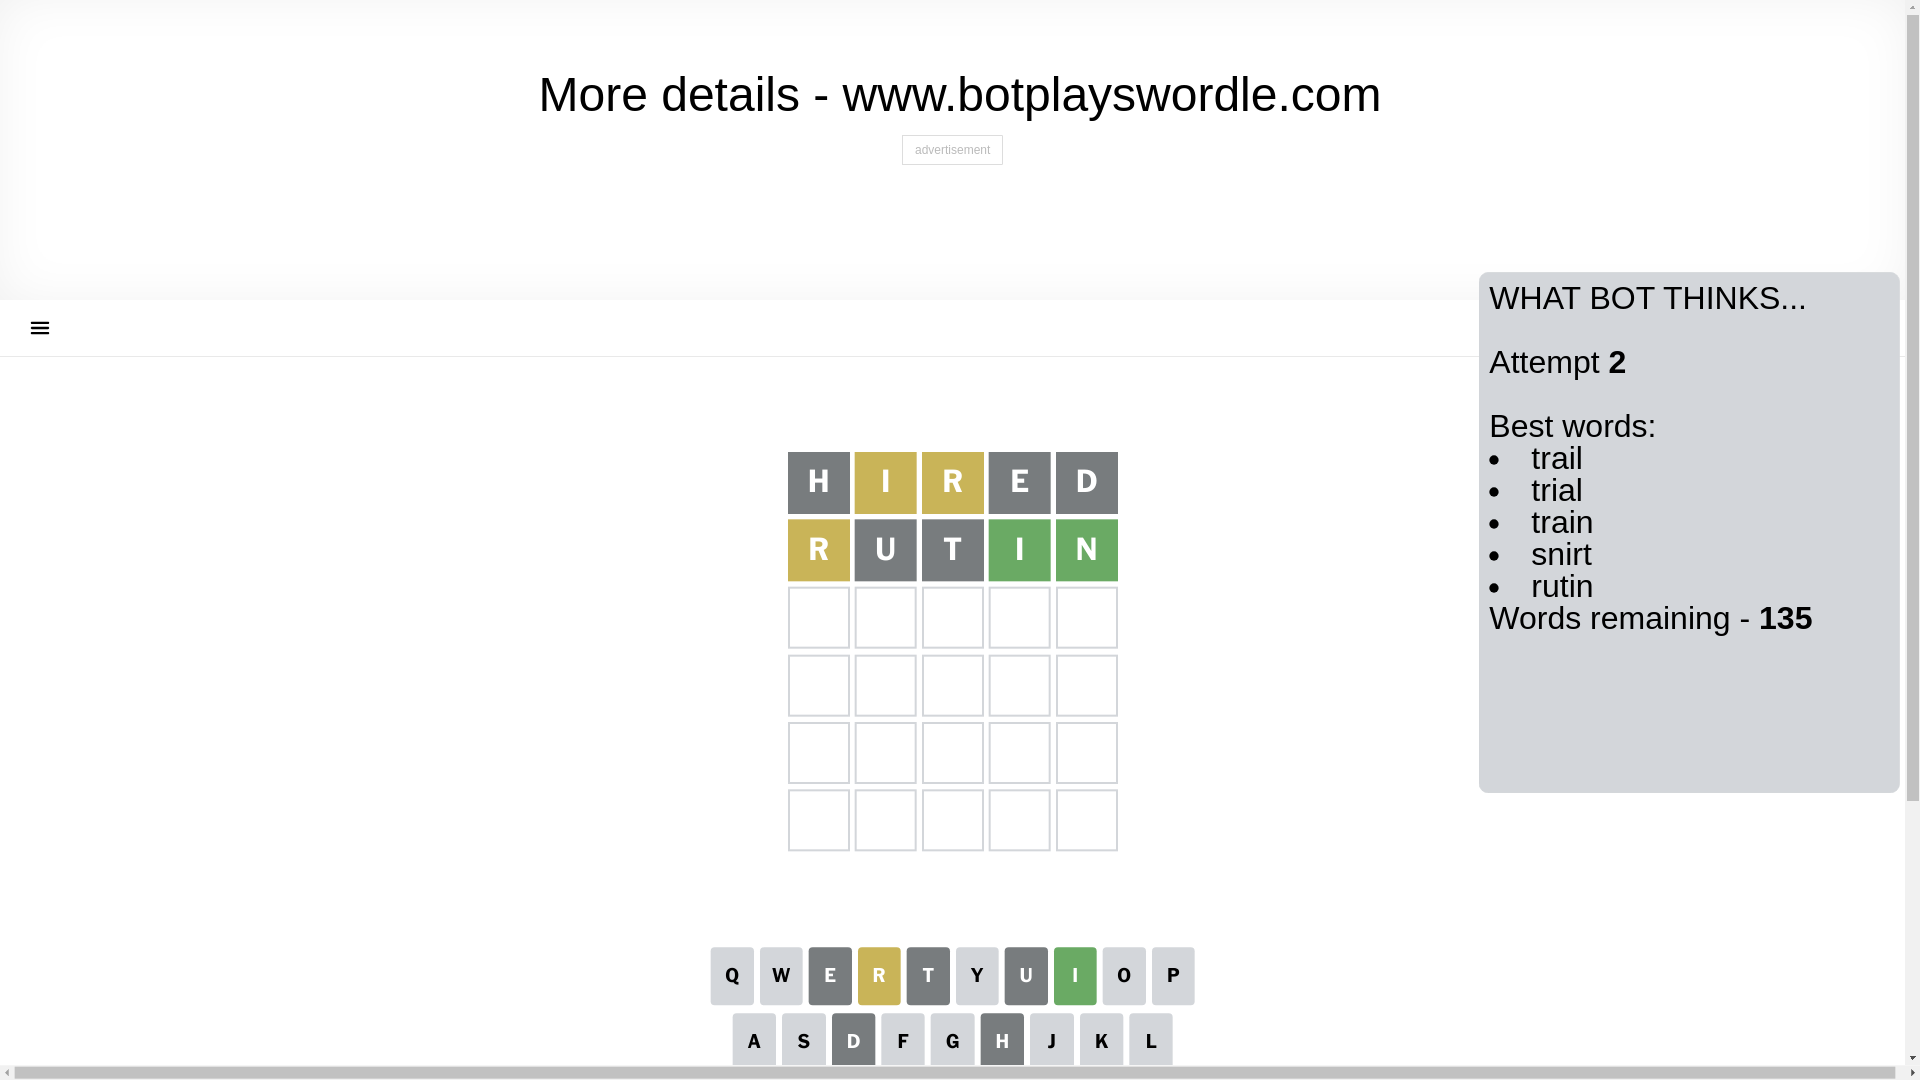 More details - www.botplayswordle.com
advertisement
WHAT BOT THINKS...
Attempt 2
Best words:
• trail
• trial
• train
• snirt
• rutin
Words remaining - 135
H I R E D
R U T I N
Q W E R T Y U I O P
A S D F G H J K L